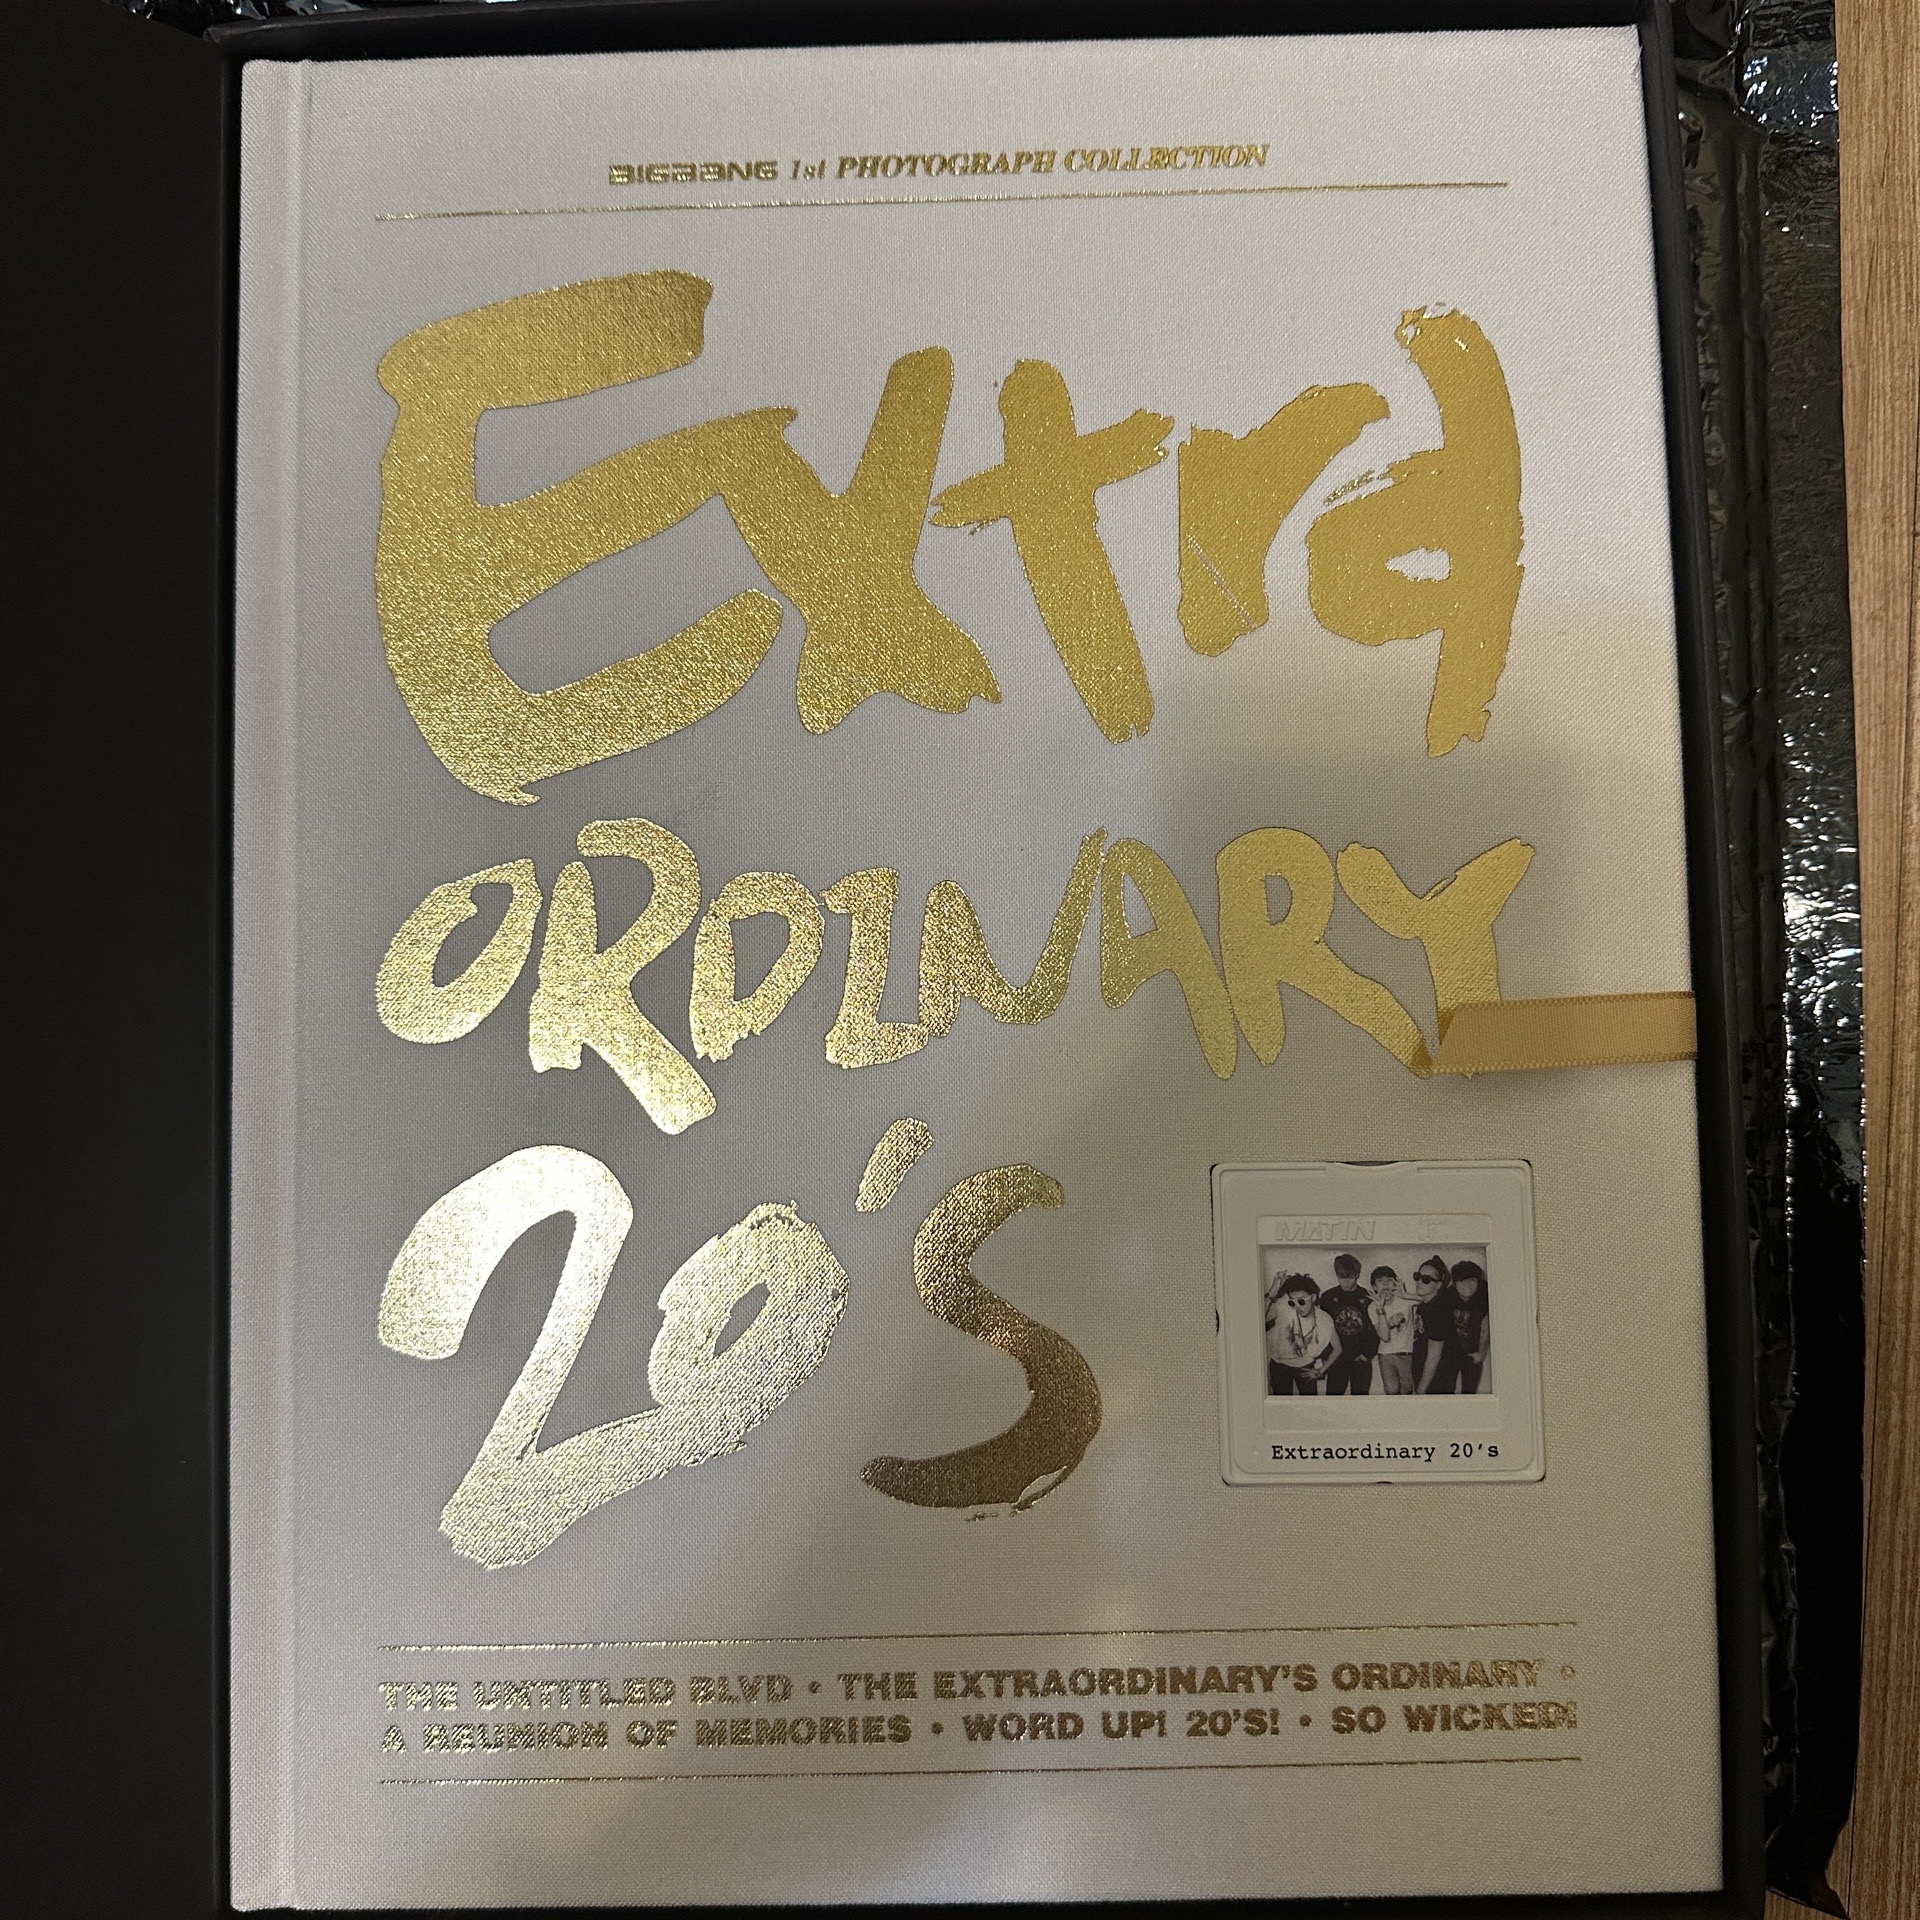 BIGBANG 1st PHOTOGRAPH COLLECTION
Extra
ORDINARY
20's
MATIN
Extraordinary 20's
THE UNTITLED BLVD • THE EXTRAORDINARY'S ORDINARY •
A REUNION OF MEMORIES • WORD UP! 20'S! • SO WICKED!